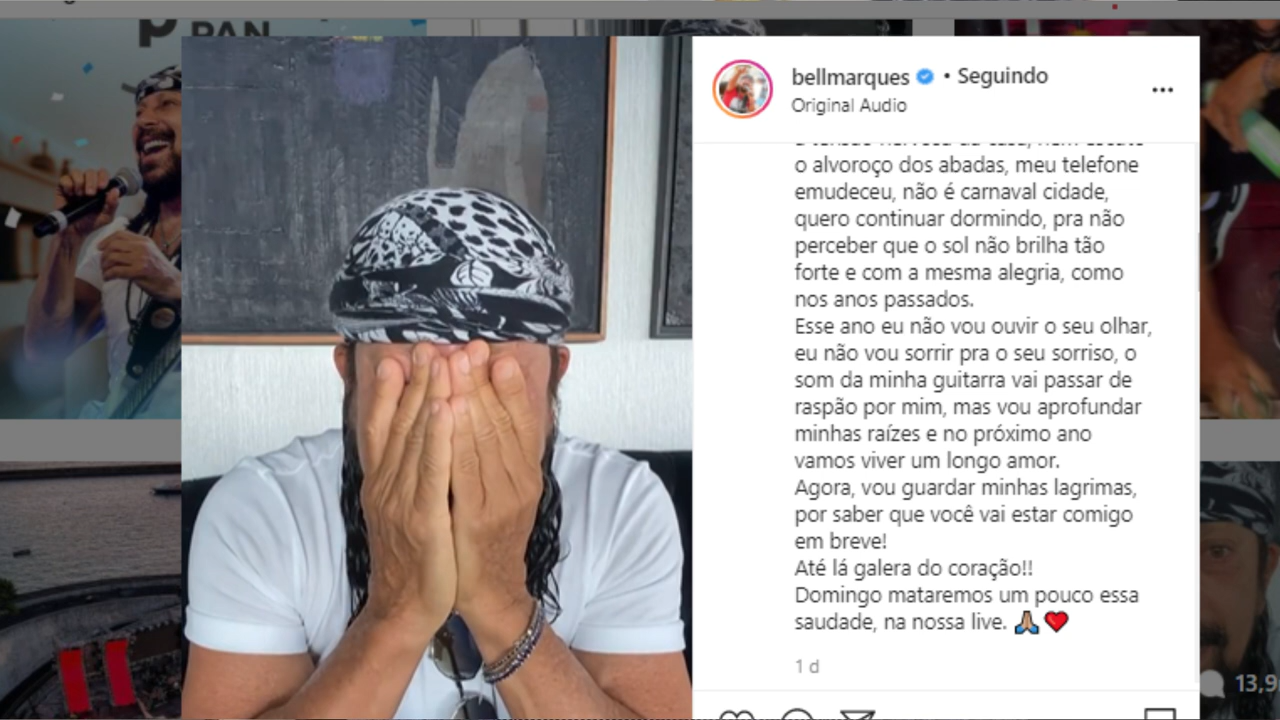 PAN
bellmarques • Seguindo
Original Audio
o alvoroço dos abadas, meu telefone
emudeceu, não é carnaval cidade,
quero continuar dormindo, pra não
perceber que o sol não brilha tão
forte e com a mesma alegria, como
nos anos passados.
Esse ano eu não vou ouvir o seu olhar,
eu não vou sorrir pra o seu sorriso, o
som da minha guitarra vai passar de
raspão por mim, mas vou aprofundar
minhas raízes e no próximo ano
vamos viver um longo amor.
Agora, vou guardar minhas lagrimas,
por saber que você vai estar comigo
em breve!
Até lá galera do coração!!
Domingo mataremos um pouco essa
saudade, na nossa live. 🙏🏽❤️
1 d